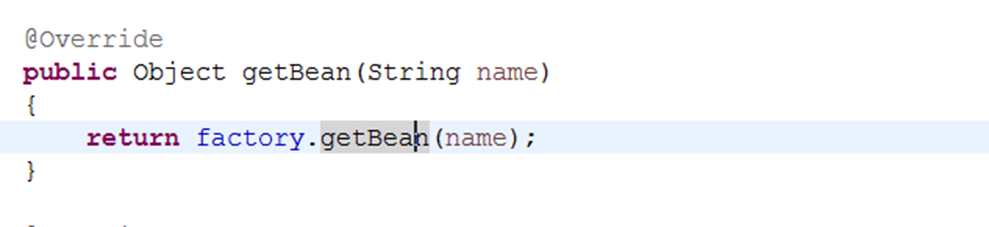 @Override
public Object getBean(String name)
{
    return factory.getBean(name);
}